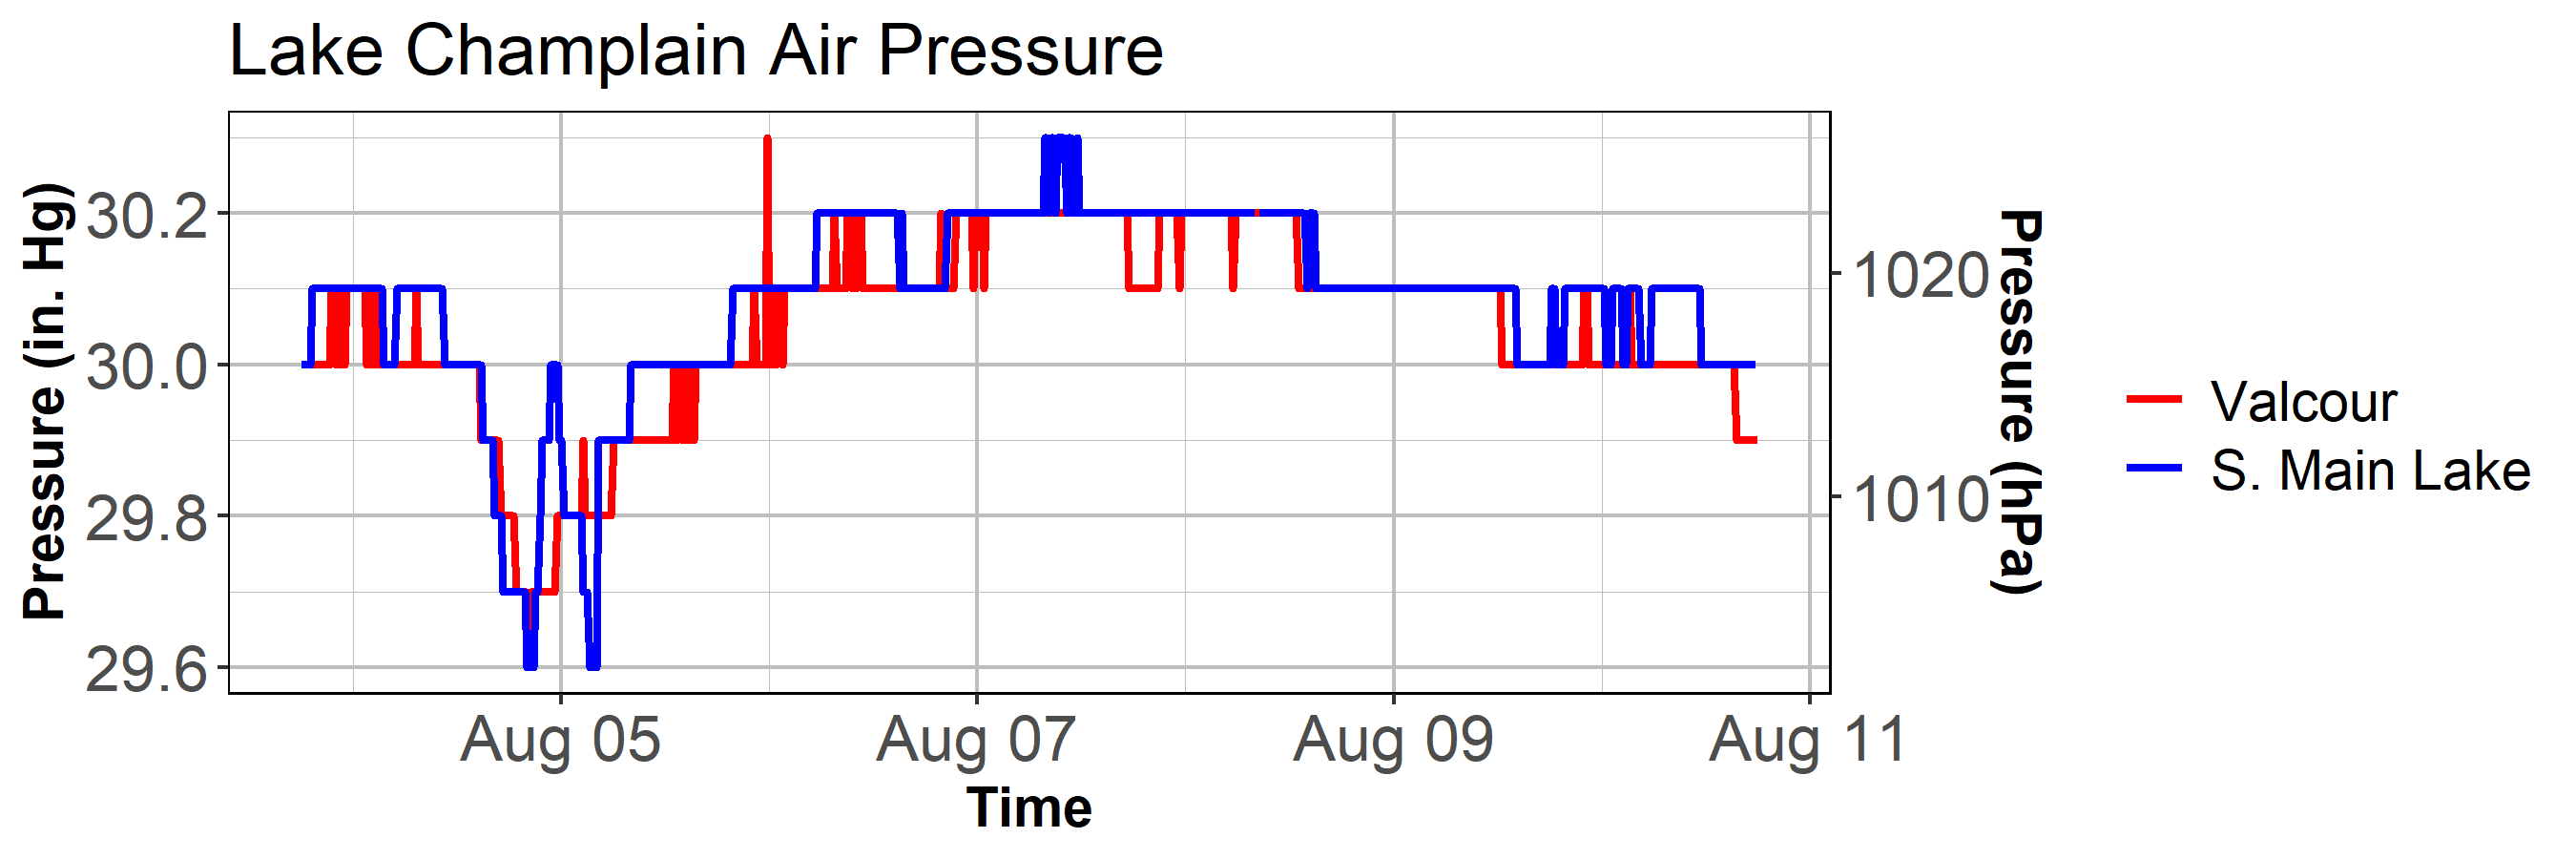 Lake Champlain Air Pressure
Pressure (in. Hg)
30.2
30.0
29.8
29.6
1020
1010
Pressure (hPa)
Valcour
S. Main Lake
Aug 05
Aug 07
Aug 09
Aug 11
Time